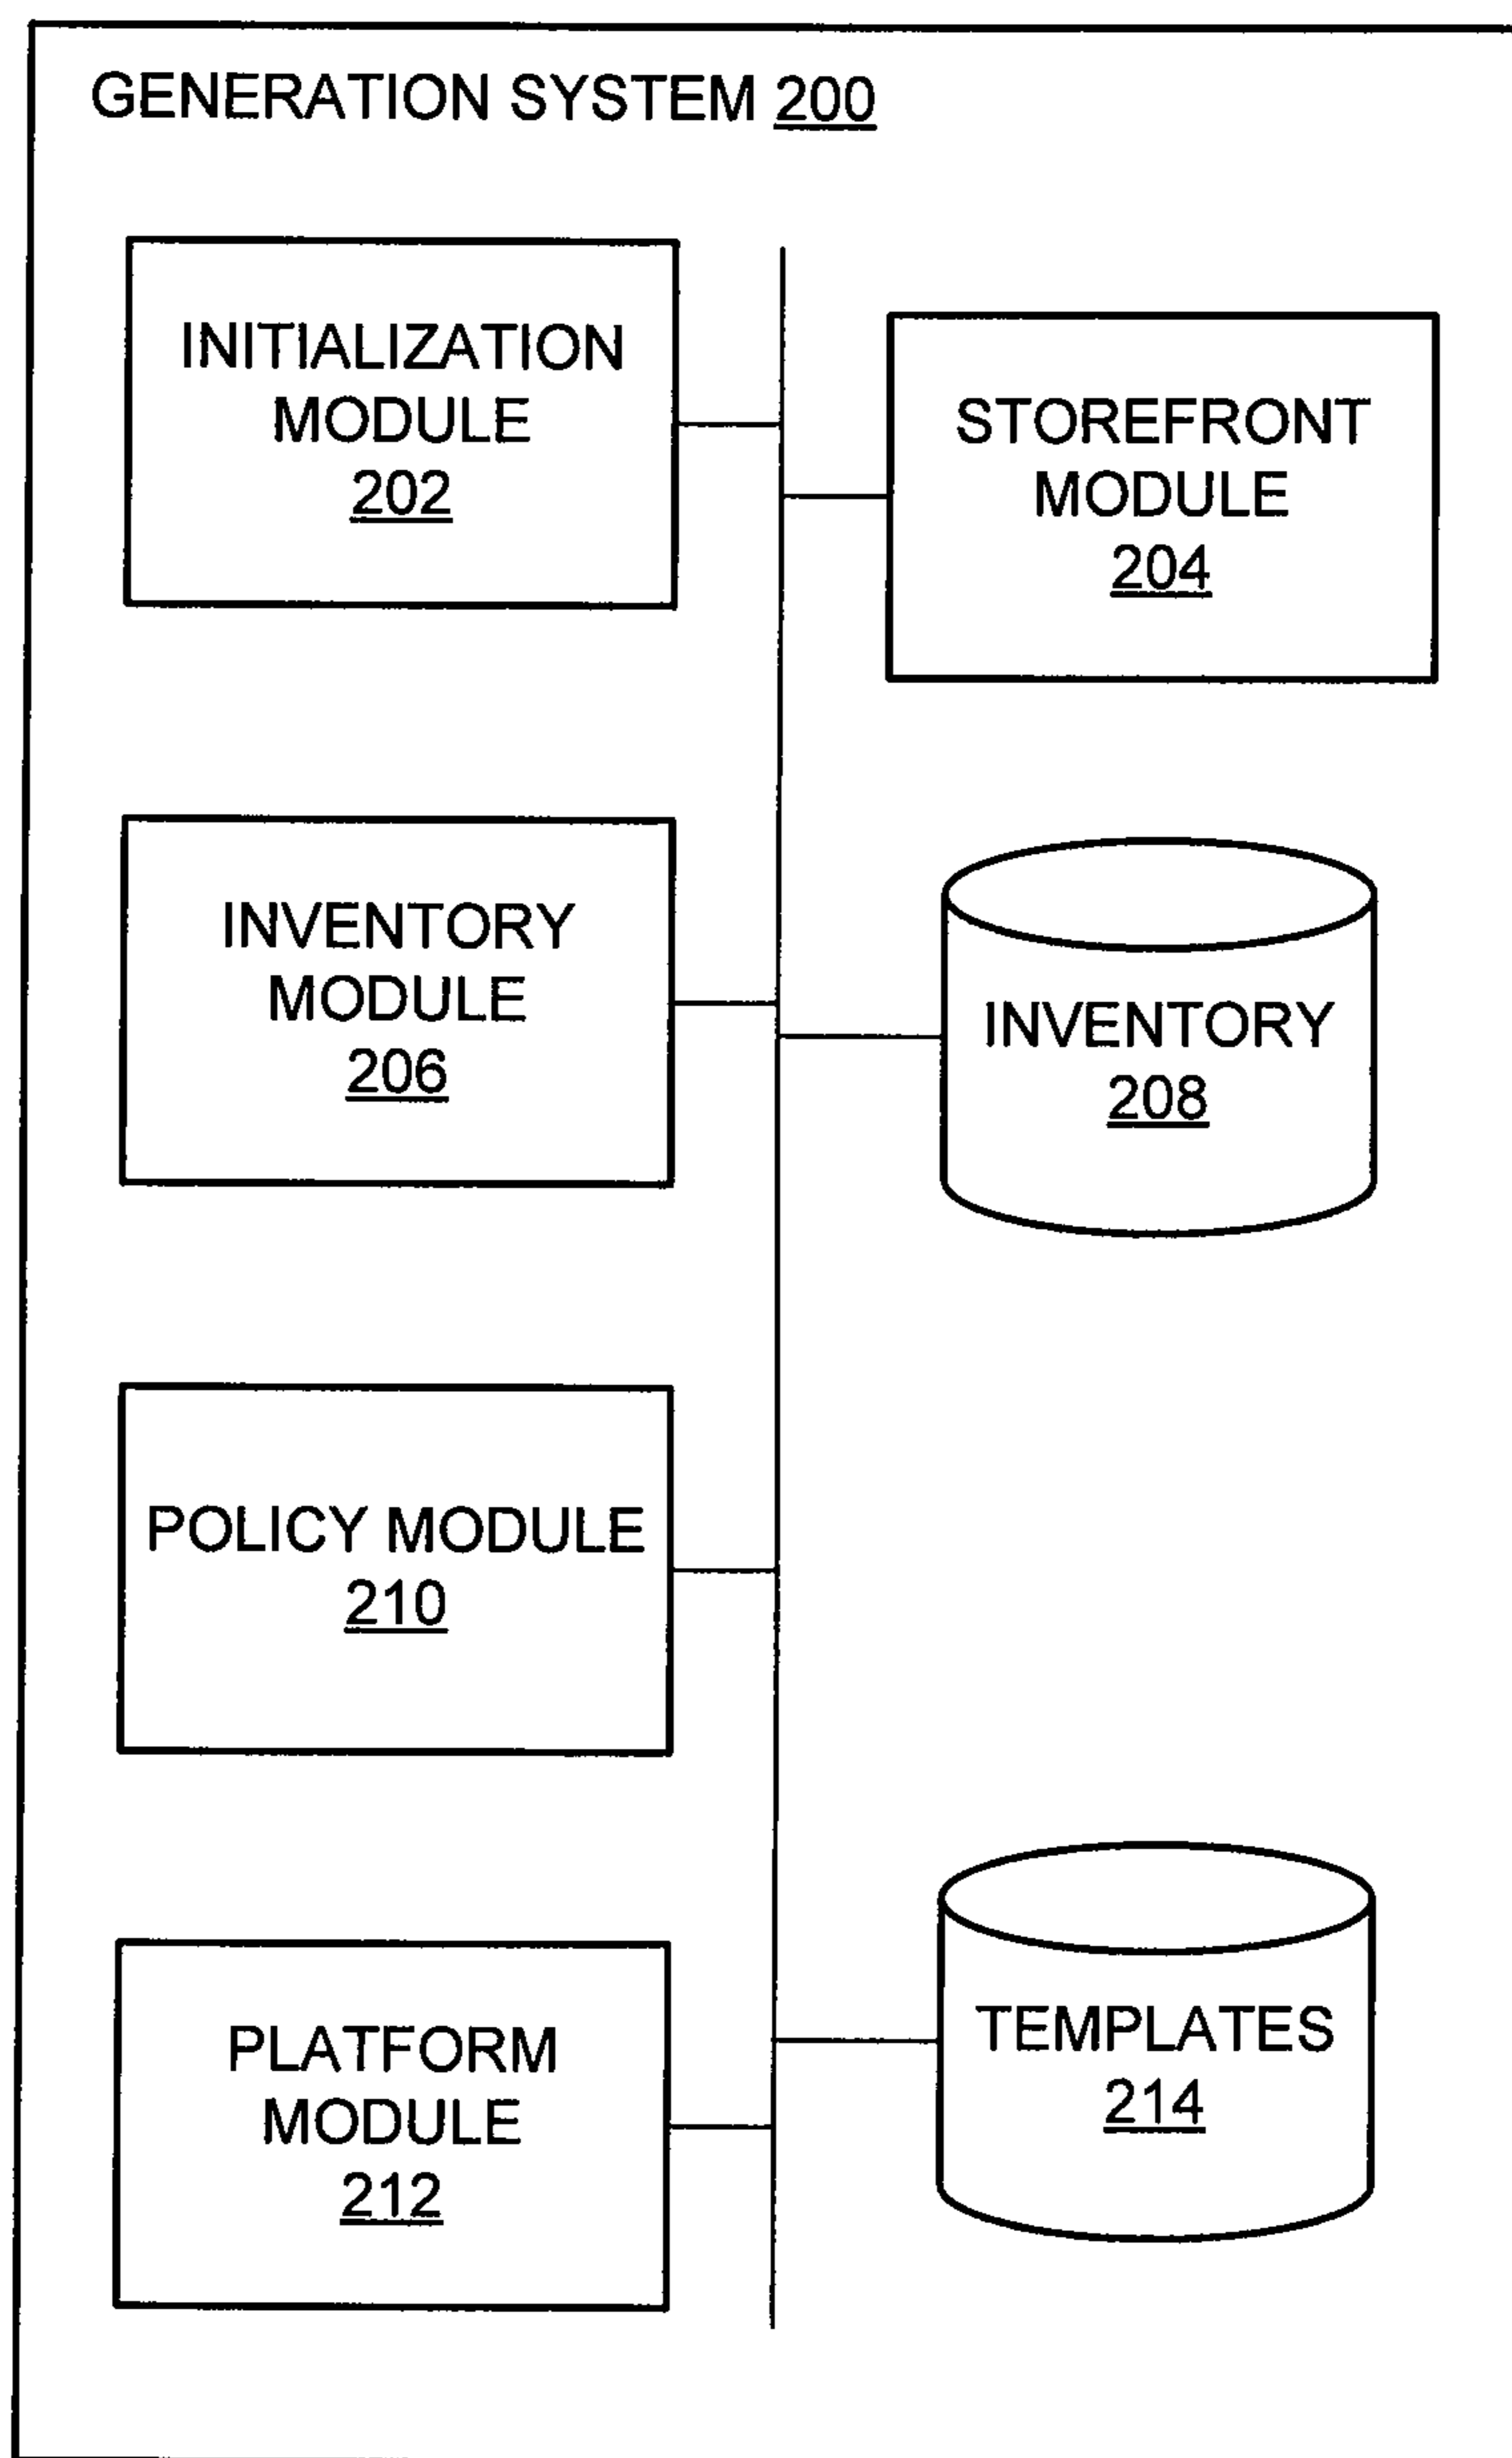 GENERATION SYSTEM 200
INITIALIZATION
MODULE
202
STOREFRONT
MODULE
204
INVENTORY
MODULE
206
INVENTORY
208
POLICY MODULE
210
PLATFORM
MODULE
212
TEMPLATES
214